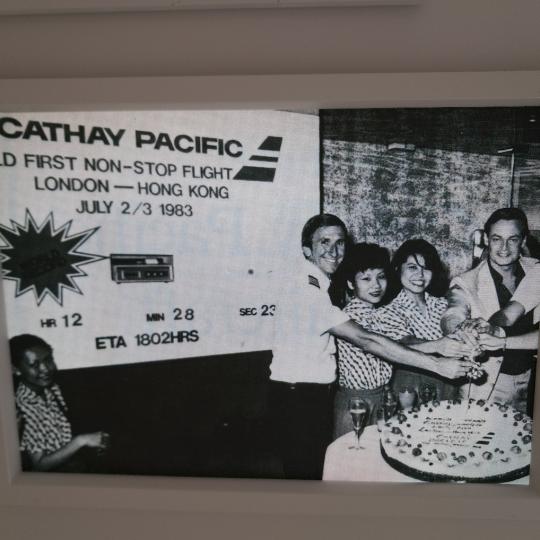 CATHAY PACIFIC
LD FIRST NON-STOP FLIGHT
LONDON — HONG KONG
JULY 2/3 1983
HR 12 MIN 28 SEC 23
ETA 1802HRS